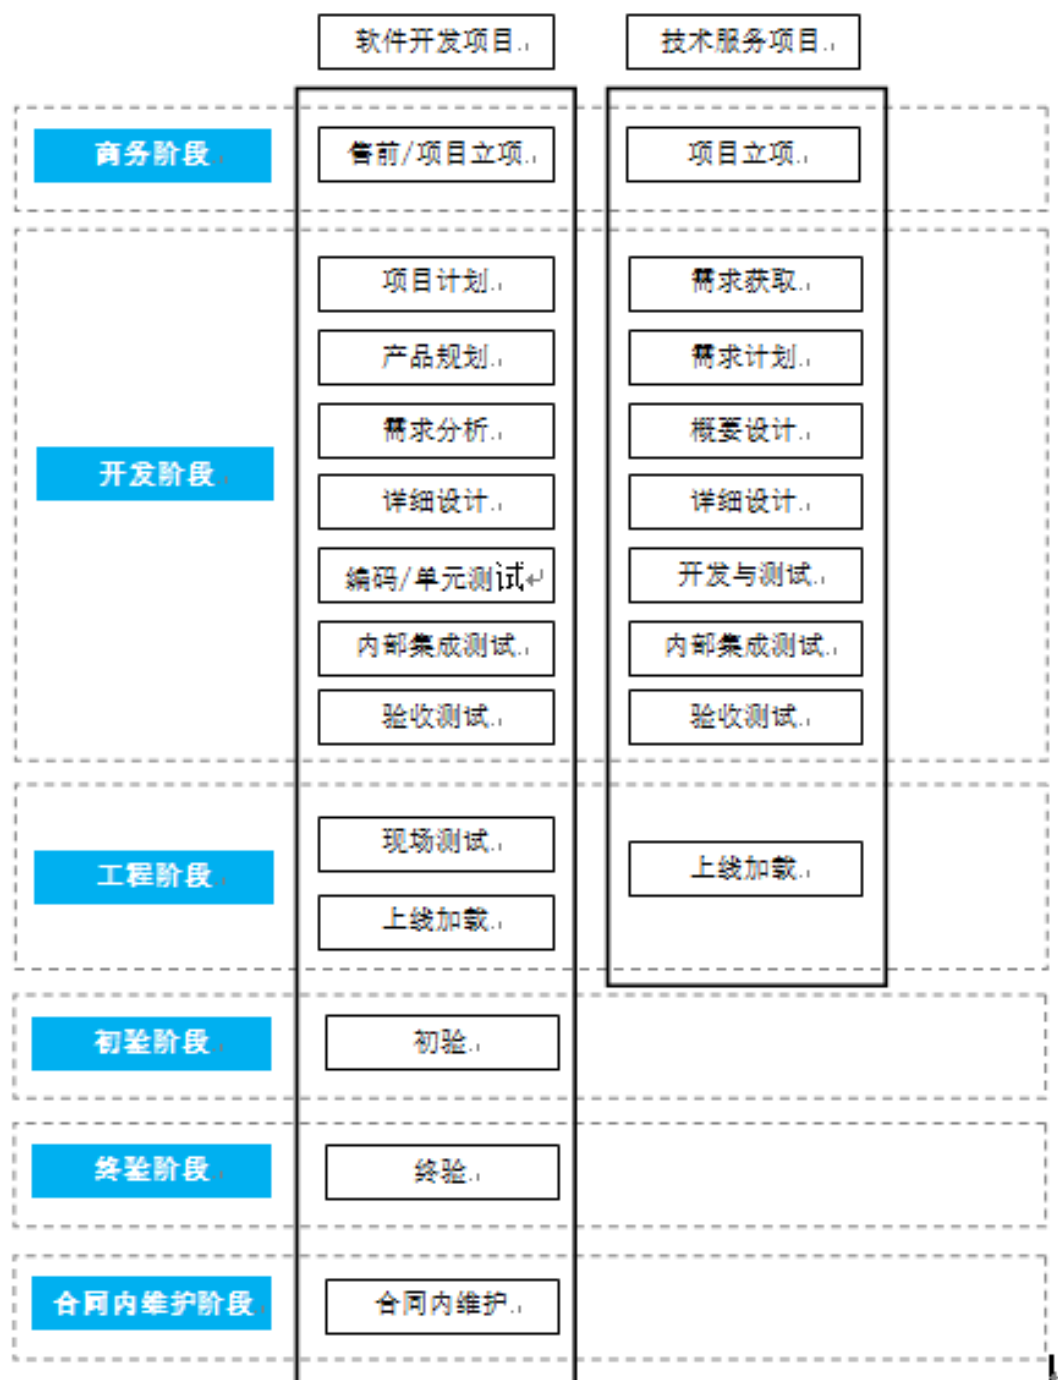 软件开发项目
技术服务项目
商务阶段
售前/项目立项
项目立项
开发阶段
项目计划
需求获取
产品规划
需求计划
需求分析
概要设计
详细设计
详细设计
编码/单元测试
开发与测试
内部集成测试
内部集成测试
验收测试
验收测试
工程阶段
现场测试
上线加载
上线加载
初验阶段
初验
终验阶段
终验
合同内维护阶段
合同内维护